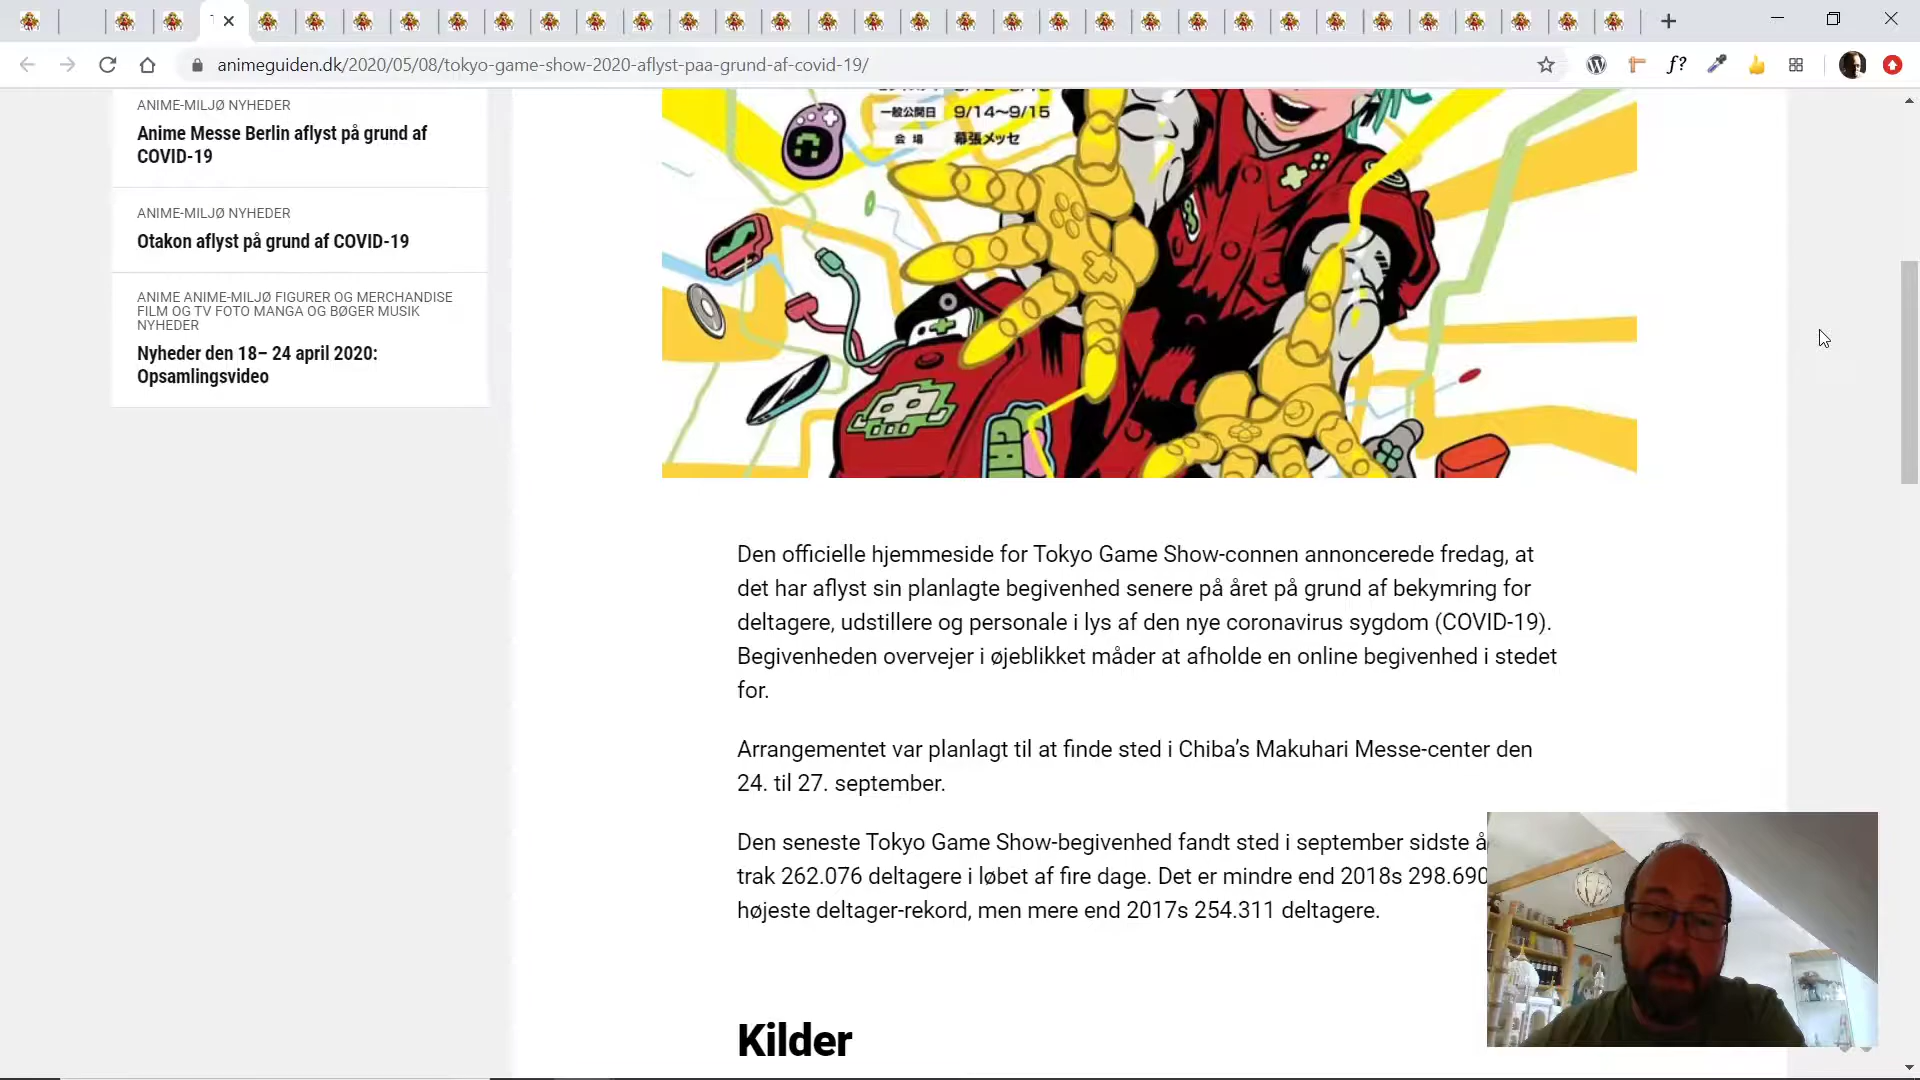 animeguiden.dk/2020/05/08/tokyo-game-show-2020-aflyst-paa-grund-af-covid-19/
f?
ANIME-MILJØ NYHEDER
Anime Messe Berlin aflyst på grund af
COVID-19
ANIME-MILJØ NYHEDER
Otakon aflyst på grund af COVID-19
ANIME ANIME-MILJØ FIGURER OG MERCHANDISE
FILM OG TV FOTO MANGA OG BØGER MUSIK
NYHEDER
Nyheder den 18– 24 april 2020:
Opsamlingsvideo
一般公開日 9/14～9/15
会場 幕張メッセ
Den officielle hjemmeside for Tokyo Game Show-connen annoncerede fredag, at
det har aflyst sin planlagte begivenhed senere på året på grund af bekymring for
deltagere, udstillere og personale i lys af den nye coronavirus sygdom (COVID-19).
Begivenheden overvejer i øjeblikket måder at afholde en online begivenhed i stedet
for.
Arrangementet var planlagt til at finde sted i Chiba’s Makuhari Messe-center den
24. til 27. september.
Den seneste Tokyo Game Show-begivenhed fandt sted i september sidste å
trak 262.076 deltagere i løbet af fire dage. Det er mindre end 2018s 298.690
højeste deltager-rekord, men mere end 2017s 254.311 deltagere.
Kilder